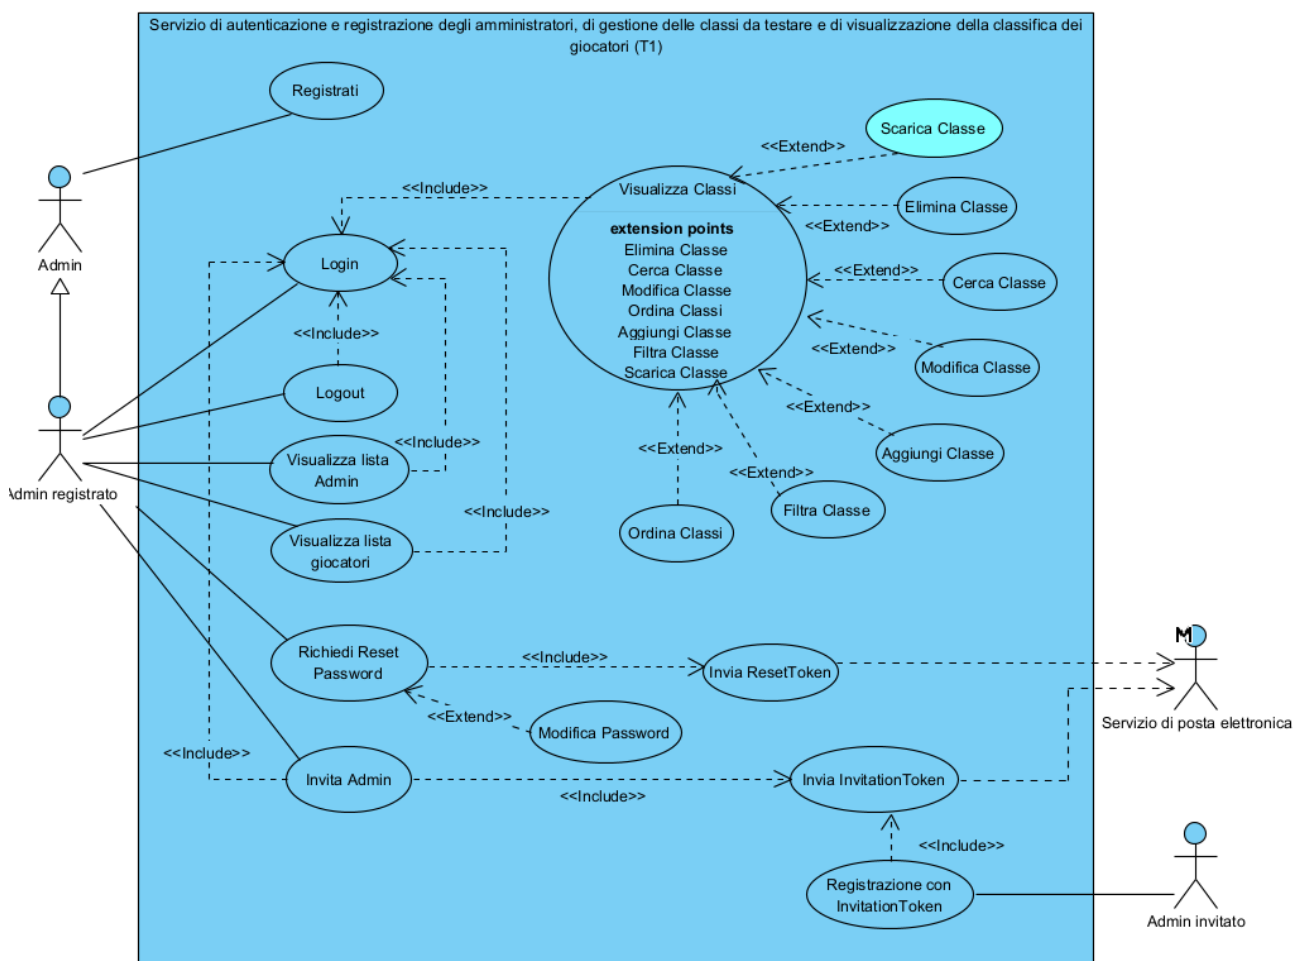 Servizio di autenticazione e registrazione degli amministratori, di gestione delle classi da testare e di visualizzazione della classifica dei
giocatori (T1)
Registrati
Scarica Classe
<<Extend>>
<<Include>>
Visualizza Classi
Elimina Classe
<<Extend>>
extension points
Elimina Classe
Cerca Classe
Modifica Classe
Ordina Classi
Aggiungi Classe
Filtra Classe
Scarica Classe
Admin
Login
<<Extend>>
Cerca Classe
<<Include>>
<<Extend>>
Modifica Classe
Logout
<<Extend>>
<<Include>>
<<Extend>>
Aggiungi Classe
Visualizza lista
Admin
<<Extend>>
Admin registrato
<<Include>>
Filtra Classe
Ordina Classi
Visualizza lista
giocatori
Richiedi Reset
Password
<<Include>>
Invia ResetToken
M
Servizio di posta elettronica
<<Extend>>
Modifica Password
<<Include>>
Invita Admin
<<Include>>
Invia InvitationToken
<<Include>>
Registrazione con
InvitationToken
Admin invitato